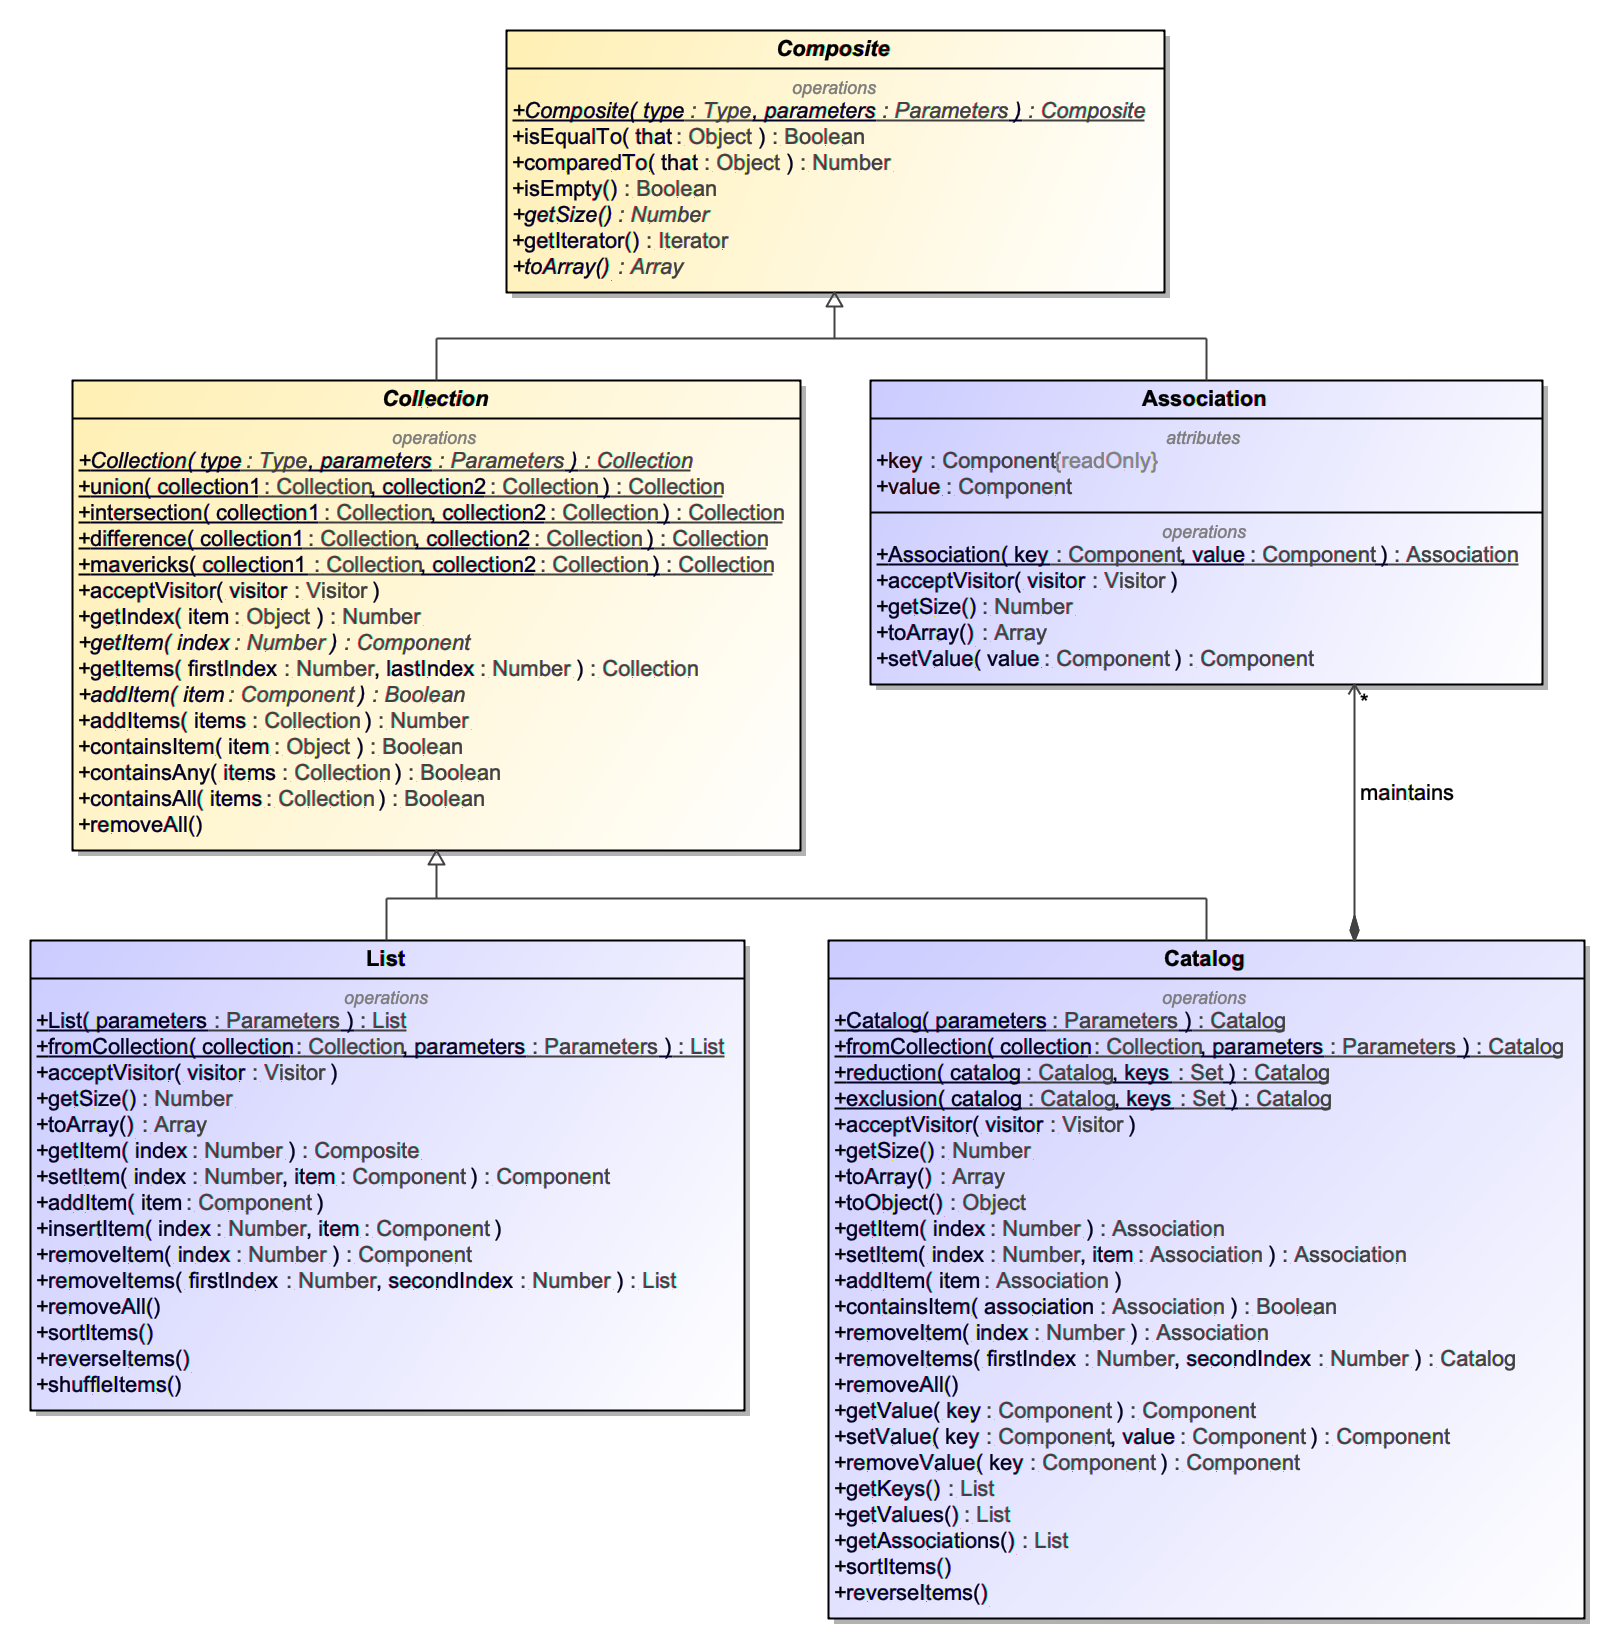 Composite
operations
+Composite( type : Type, parameters : Parameters ) : Composite
+isEqualTo( that : Object ) : Boolean
+comparedTo( that : Object ) : Number
+isEmpty() : Boolean
+getSize() : Number
+getIterator() : Iterator
+toArray() : Array
Collection
operations
+Collection( type : Type, parameters : Parameters ) : Collection
+union( collection1 : Collection, collection2 : Collection ) : Collection
+intersection( collection1 : Collection, collection2 : Collection ) : Collection
+difference( collection1 : Collection, collection2 : Collection ) : Collection
+mavericks( collection1 : Collection, collection2 : Collection ) : Collection
+acceptVisitor( visitor : Visitor )
+getIndex( item : Object ) : Number
+getItem( index : Number ) : Component
+getItems( firstIndex : Number, lastIndex : Number ) : Collection
+addItem( item : Component ) : Boolean
+addItems( items : Collection ) : Number
+containsItem( item : Object ) : Boolean
+containsAny( items : Collection ) : Boolean
+containsAll( items : Collection ) : Boolean
+removeAll()
Association
attributes
+key : Component{readOnly}
+value : Component
operations
+Association( key : Component, value : Component ) : Association
+acceptVisitor( visitor : Visitor )
+getSize() : Number
+toArray() : Array
+setValue( value : Component ) : Component
*
maintains
List
operations
+List( parameters : Parameters ) : List
+fromCollection( collection : Collection, parameters : Parameters ) : List
+acceptVisitor( visitor : Visitor )
+getSize() : Number
+toArray() : Array
+getItem( index : Number ) : Composite
+setItem( index : Number, item : Component ) : Component
+addItem( item : Component )
+insertItem( index : Number, item : Component )
+removeItem( index : Number ) : Component
+removeItems( firstIndex : Number, secondIndex : Number ) : List
+removeAll()
+sortItems()
+reverseItems()
+shuffleItems()
Catalog
operations
+Catalog( parameters : Parameters ) : Catalog
+fromCollection( collection : Collection, parameters : Parameters ) : Catalog
+reduction( catalog : Catalog, keys : Set ) : Catalog
+exclusion( catalog : Catalog, keys : Set ) : Catalog
+acceptVisitor( visitor : Visitor )
+getSize() : Number
+toArray() : Array
+toObject() : Object
+getItem( index : Number ) : Association
+setItem( index : Number, item : Association ) : Association
+addItem( item : Association )
+containsItem( association : Association ) : Boolean
+removeItem( index : Number ) : Association
+removeItems( firstIndex : Number, secondIndex : Number ) : Catalog
+removeAll()
+getValue( key : Component ) : Component
+setValue( key : Component, value : Component ) : Component
+removeValue( key : Component ) : Component
+getKeys() : List
+getValues() : List
+getAssociations() : List
+sortItems()
+reverseItems()